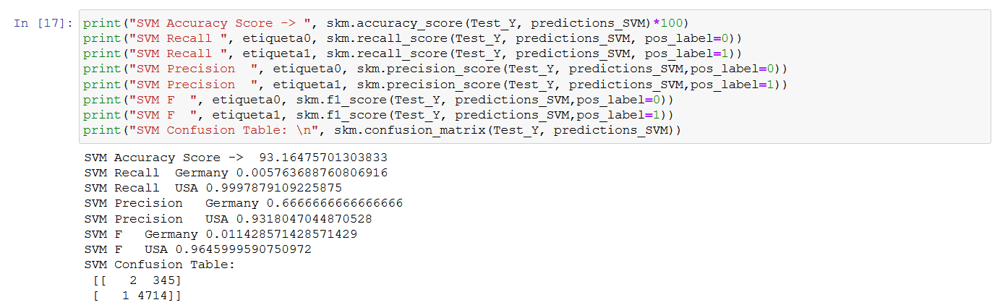 In [17]: print("SVM Accuracy Score -> ", skm.accuracy_score(Test_Y, predictions_SVM)*100)
print("SVM Recall ", etiqueta0, skm.recall_score(Test_Y, predictions_SVM, pos_label=0))
print("SVM Recall ", etiqueta1, skm.recall_score(Test_Y, predictions_SVM, pos_label=1))
print("SVM Precision  ", etiqueta0, skm.precision_score(Test_Y, predictions_SVM,pos_label=0))
print("SVM Precision  ", etiqueta1, skm.precision_score(Test_Y, predictions_SVM,pos_label=1))
print("SVM F  ", etiqueta0, skm.f1_score(Test_Y, predictions_SVM,pos_label=0))
print("SVM F  ", etiqueta1, skm.f1_score(Test_Y, predictions_SVM,pos_label=1))
print("SVM Confusion Table: \n", skm.confusion_matrix(Test_Y, predictions_SVM))
SVM Accuracy Score ->  93.16475701303833
SVM Recall  Germany 0.005763688760806916
SVM Recall  USA 0.9997879109225875
SVM Precision   Germany 0.6666666666666666
SVM Precision   USA 0.9318047044870528
SVM F   Germany 0.011428571428571429
SVM F   USA 0.9645999590750972
SVM Confusion Table:
[[   2  345]
[   1 4714]]